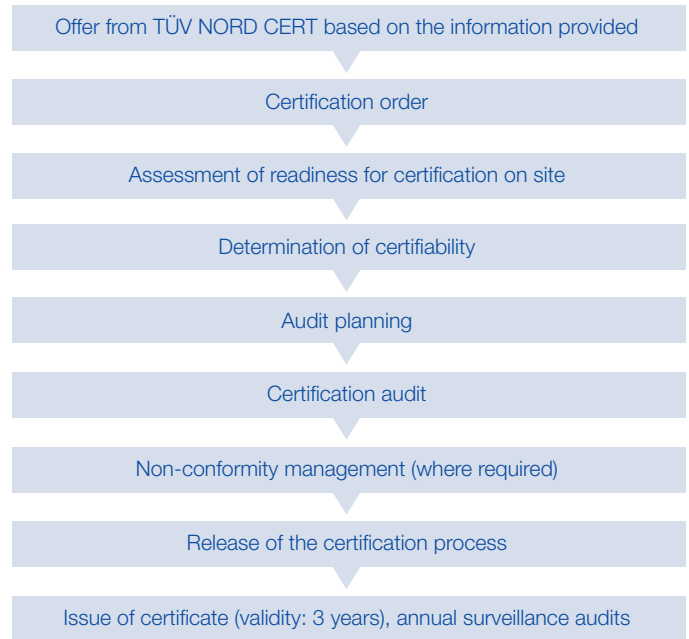 Offer from TÜV NORD CERT based on the information provided
Certification order
Assessment of readiness for certification on site
Determination of certifiability
Audit planning
Certification audit
Non-conformity management (where required)
Release of the certification process
Issue of certificate (validity: 3 years), annual surveillance audits